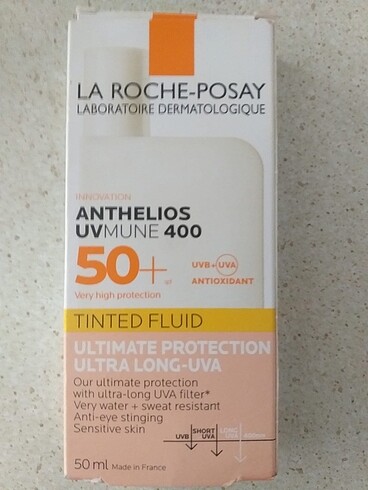 LA ROCHE-POSAY
LABORATOIRE DERMATOLOGIQUE
INNOVATION
ANTHELIOS
UVMUNE 400
50+
UVB + UVA
ANTIOXIDANT
Very high protection
TINTED FLUID
ULTIMATE PROTECTION
ULTRA LONG-UVA
Our ultimate protection
with ultra-long UVA filter*
Very water + sweat resistant
Anti-eye stinging
Sensitive skin
UVB SHORT UVA LONG UVA
50 ml Made in France